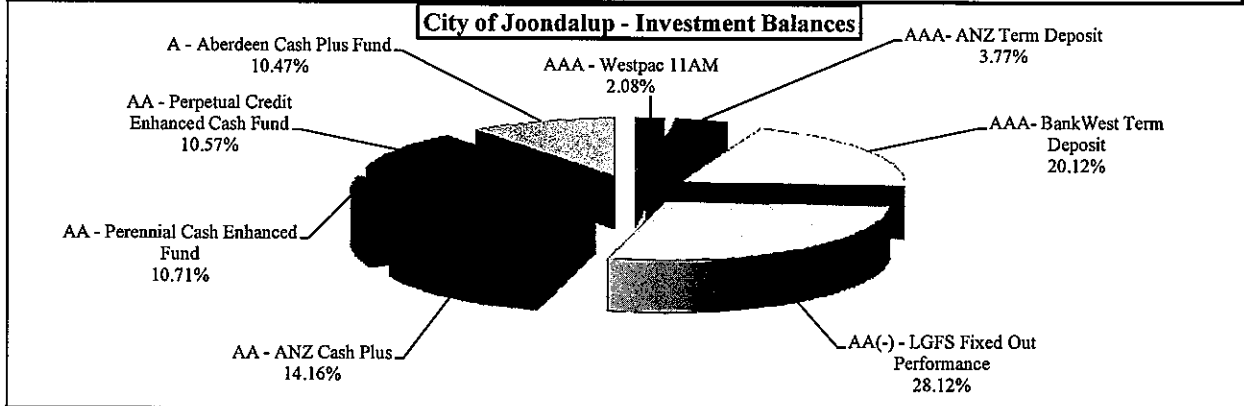 City of Joondalup - Investment Balances
A - Aberdeen Cash Plus Fund
10.47%
AAA - Westpac 11AM
2.08%
AAA- ANZ Term Deposit
3.77%
AA - Perpetual Credit
Enhanced Cash Fund
10.57%
AAA- BankWest Term
Deposit
20.12%
AA - Perennial Cash Enhanced
Fund
10.71%
AA - ANZ Cash Plus
14.16%
AA(-) - LGFS Fixed Out
Performance
28.12%